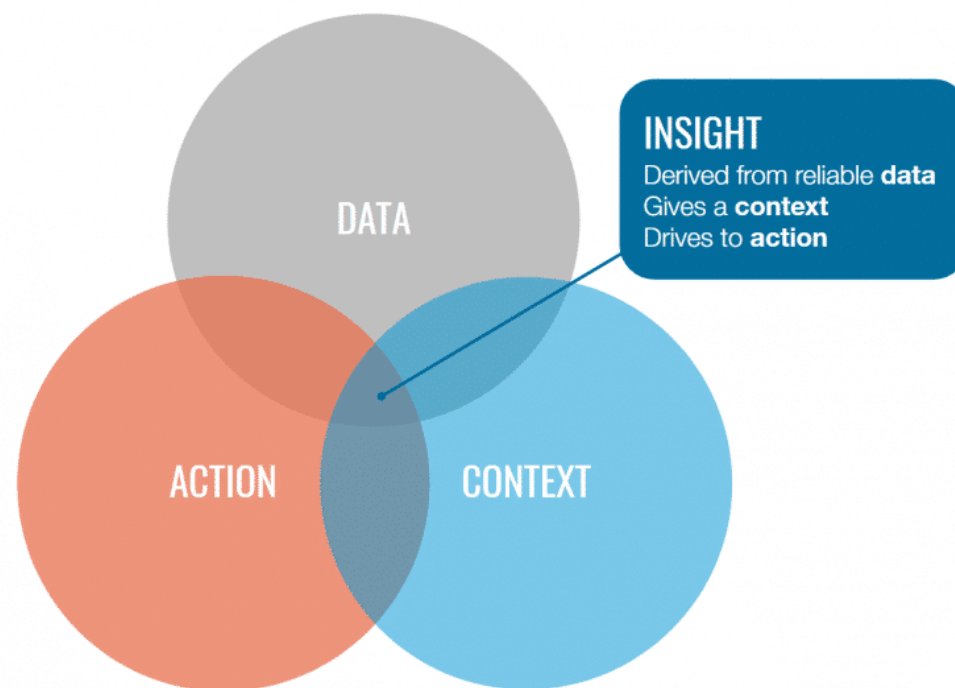 DATA
INSIGHT
Derived from reliable data
Gives a context
Drives to action
ACTION
CONTEXT